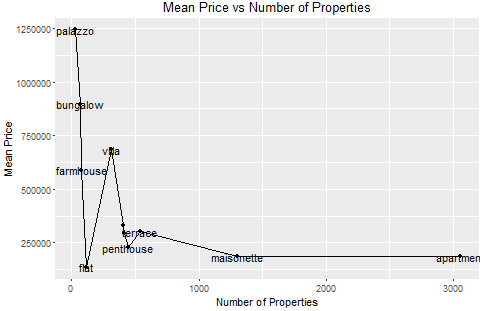 Mean Price vs Number of Properties
1250000
palazzo
1000000
bungalow
750000
villa
farmhouse
500000
terrace
250000
penthouse
maisonette
apartmen
flat
0
1000
2000
3000
Number of Properties
Mean Price